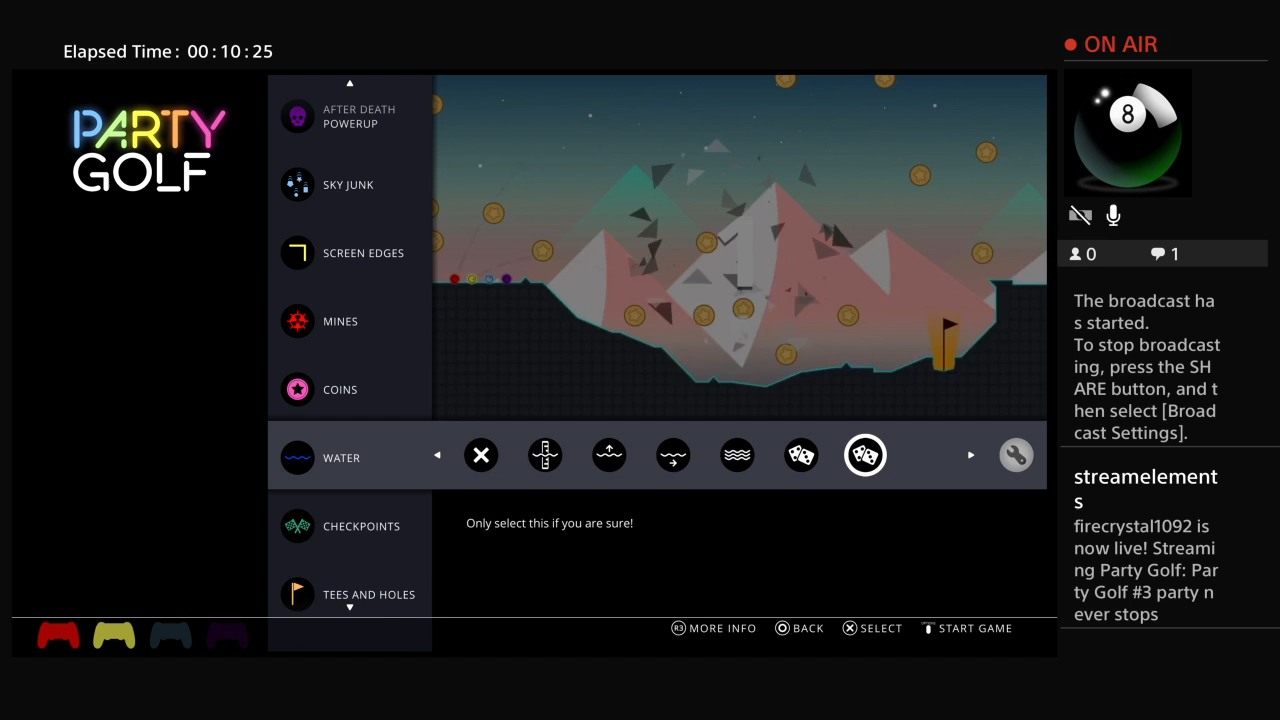 Elapsed Time: 00:10:25
ON AIR
PARTY
GOLF
8
AFTER DEATH
POWERUP
SKY JUNK
SCREEN EDGES
MINES
COINS
WATER
CHECKPOINTS
TEES AND HOLES
Only select this if you are sure!
R3 MORE INFO
BACK
SELECT
OPTIONS START GAME
0
1
The broadcast ha
s started.
To stop broadcast
ing, press the SH
ARE button, and t
hen select [Broad
cast Settings].
streamelement
s
firecrystal1092 is
now live! Streami
ng Party Golf: Par
ty Golf #3 party n
ever stops